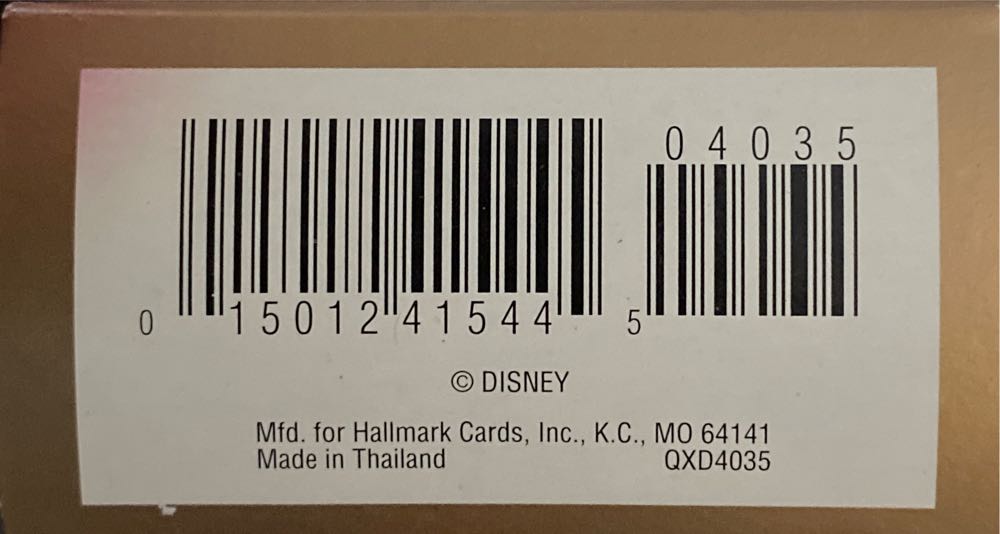 04035
0 15012 41544 5
© DISNEY
Mfd. for Hallmark Cards, Inc., K.C., MO 64141
Made in Thailand QXD4035